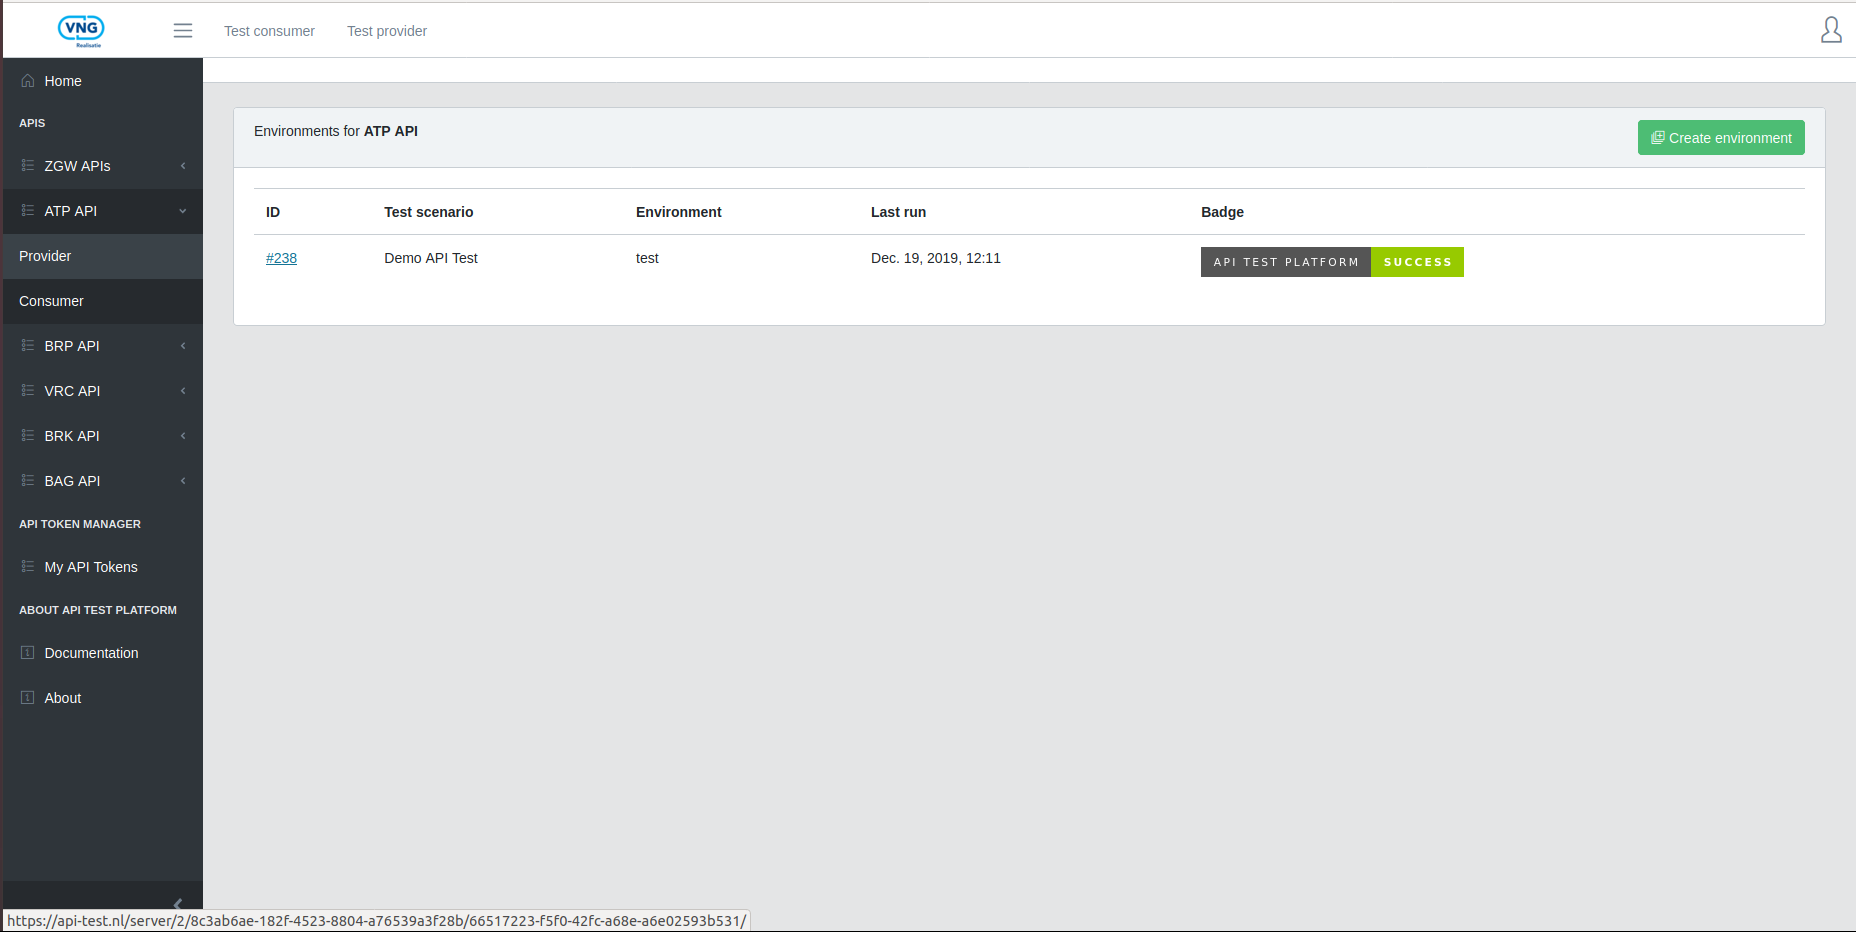 VNG
Realisatie
Test consumer
Test provider
Home
APIS
ZGW APIs
ATP API
Provider
Consumer
BRP API
VRC API
BRK API
BAG API
API TOKEN MANAGER
My API Tokens
ABOUT API TEST PLATFORM
Documentation
About
Environments for ATP API
Create environment
ID Test scenario Environment Last run Badge
#238 Demo API Test test Dec. 19, 2019, 12:11 API TEST PLATFORM SUCCESS
https://api-test.nl/server/2/8c3ab6ae-182f-4523-8804-a76539a3f28b/66517223-f5f0-42fc-a68e-a6e02593b531/